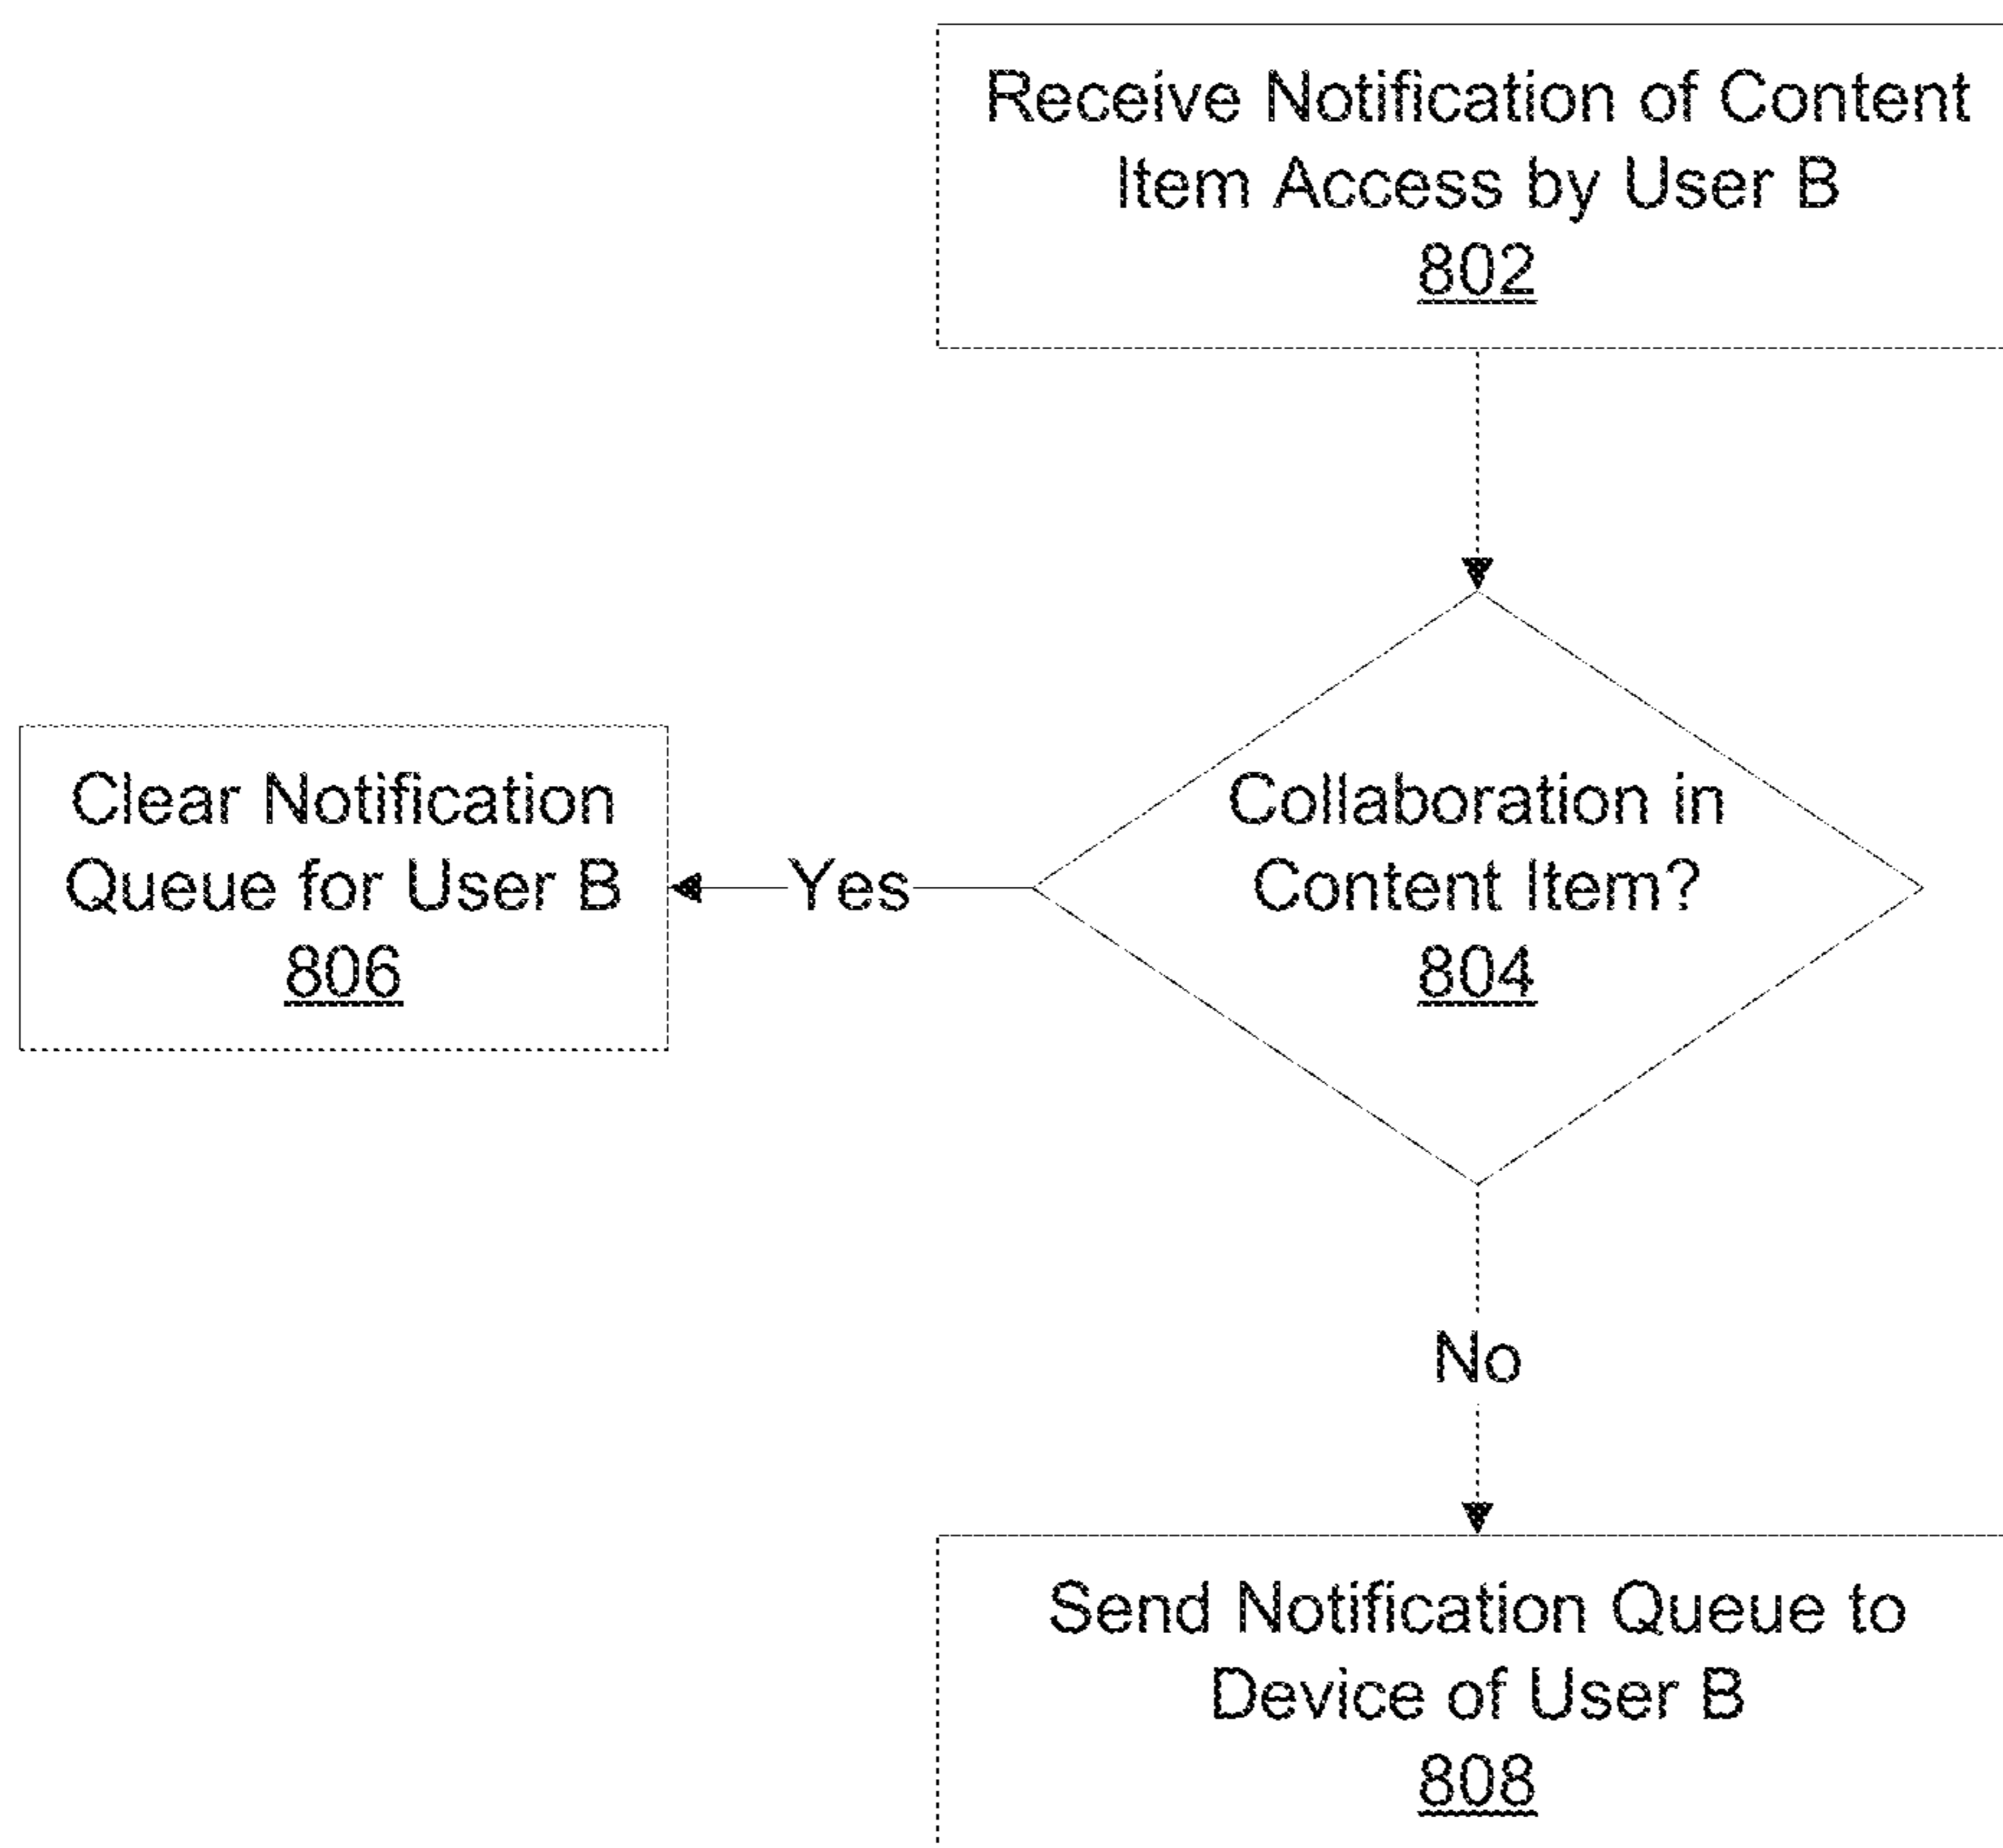 Receive Notification of Content
Item Access by User B
802
Collaboration in
Content Item?
804
Yes
Clear Notification
Queue for User B
806
No
Send Notification Queue to
Device of User B
808